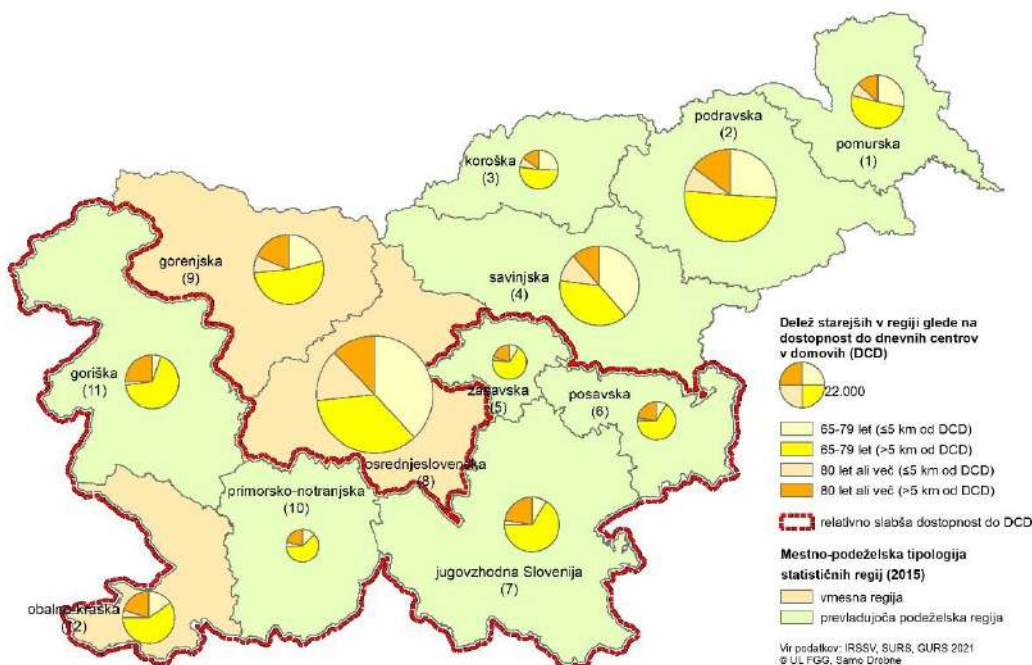 podravska
(2)
pomurska
(1)
koroška
(3)
gorenjska
(9)
savinjska
(4)
goriška
(11)
zasavska
(5)
posavska
(6)
osrednjeslovenska
(8)
primorsko-notranjska
(10)
jugovzhodna Slovenija
(7)
obalno-kraška
(12)
Delež starejših v regiji glede na
dostopnost do dnevnih centrov
v domovih (DCD)
22.000
65-79 let (≤5 km od DCD)
65-79 let (>5 km od DCD)
80 let ali več (≤5 km od DCD)
80 let ali več (>5 km od DCD)
relativno slabša dostopnost do DCD
Mestno-podeželska tipologija
statističnih regij (2015)
vmesna regija
prevladujoča podeželska regija
Vir podatkov: IRSSV, SURS, GURS 2021
© UL FGG, Samo Drobne